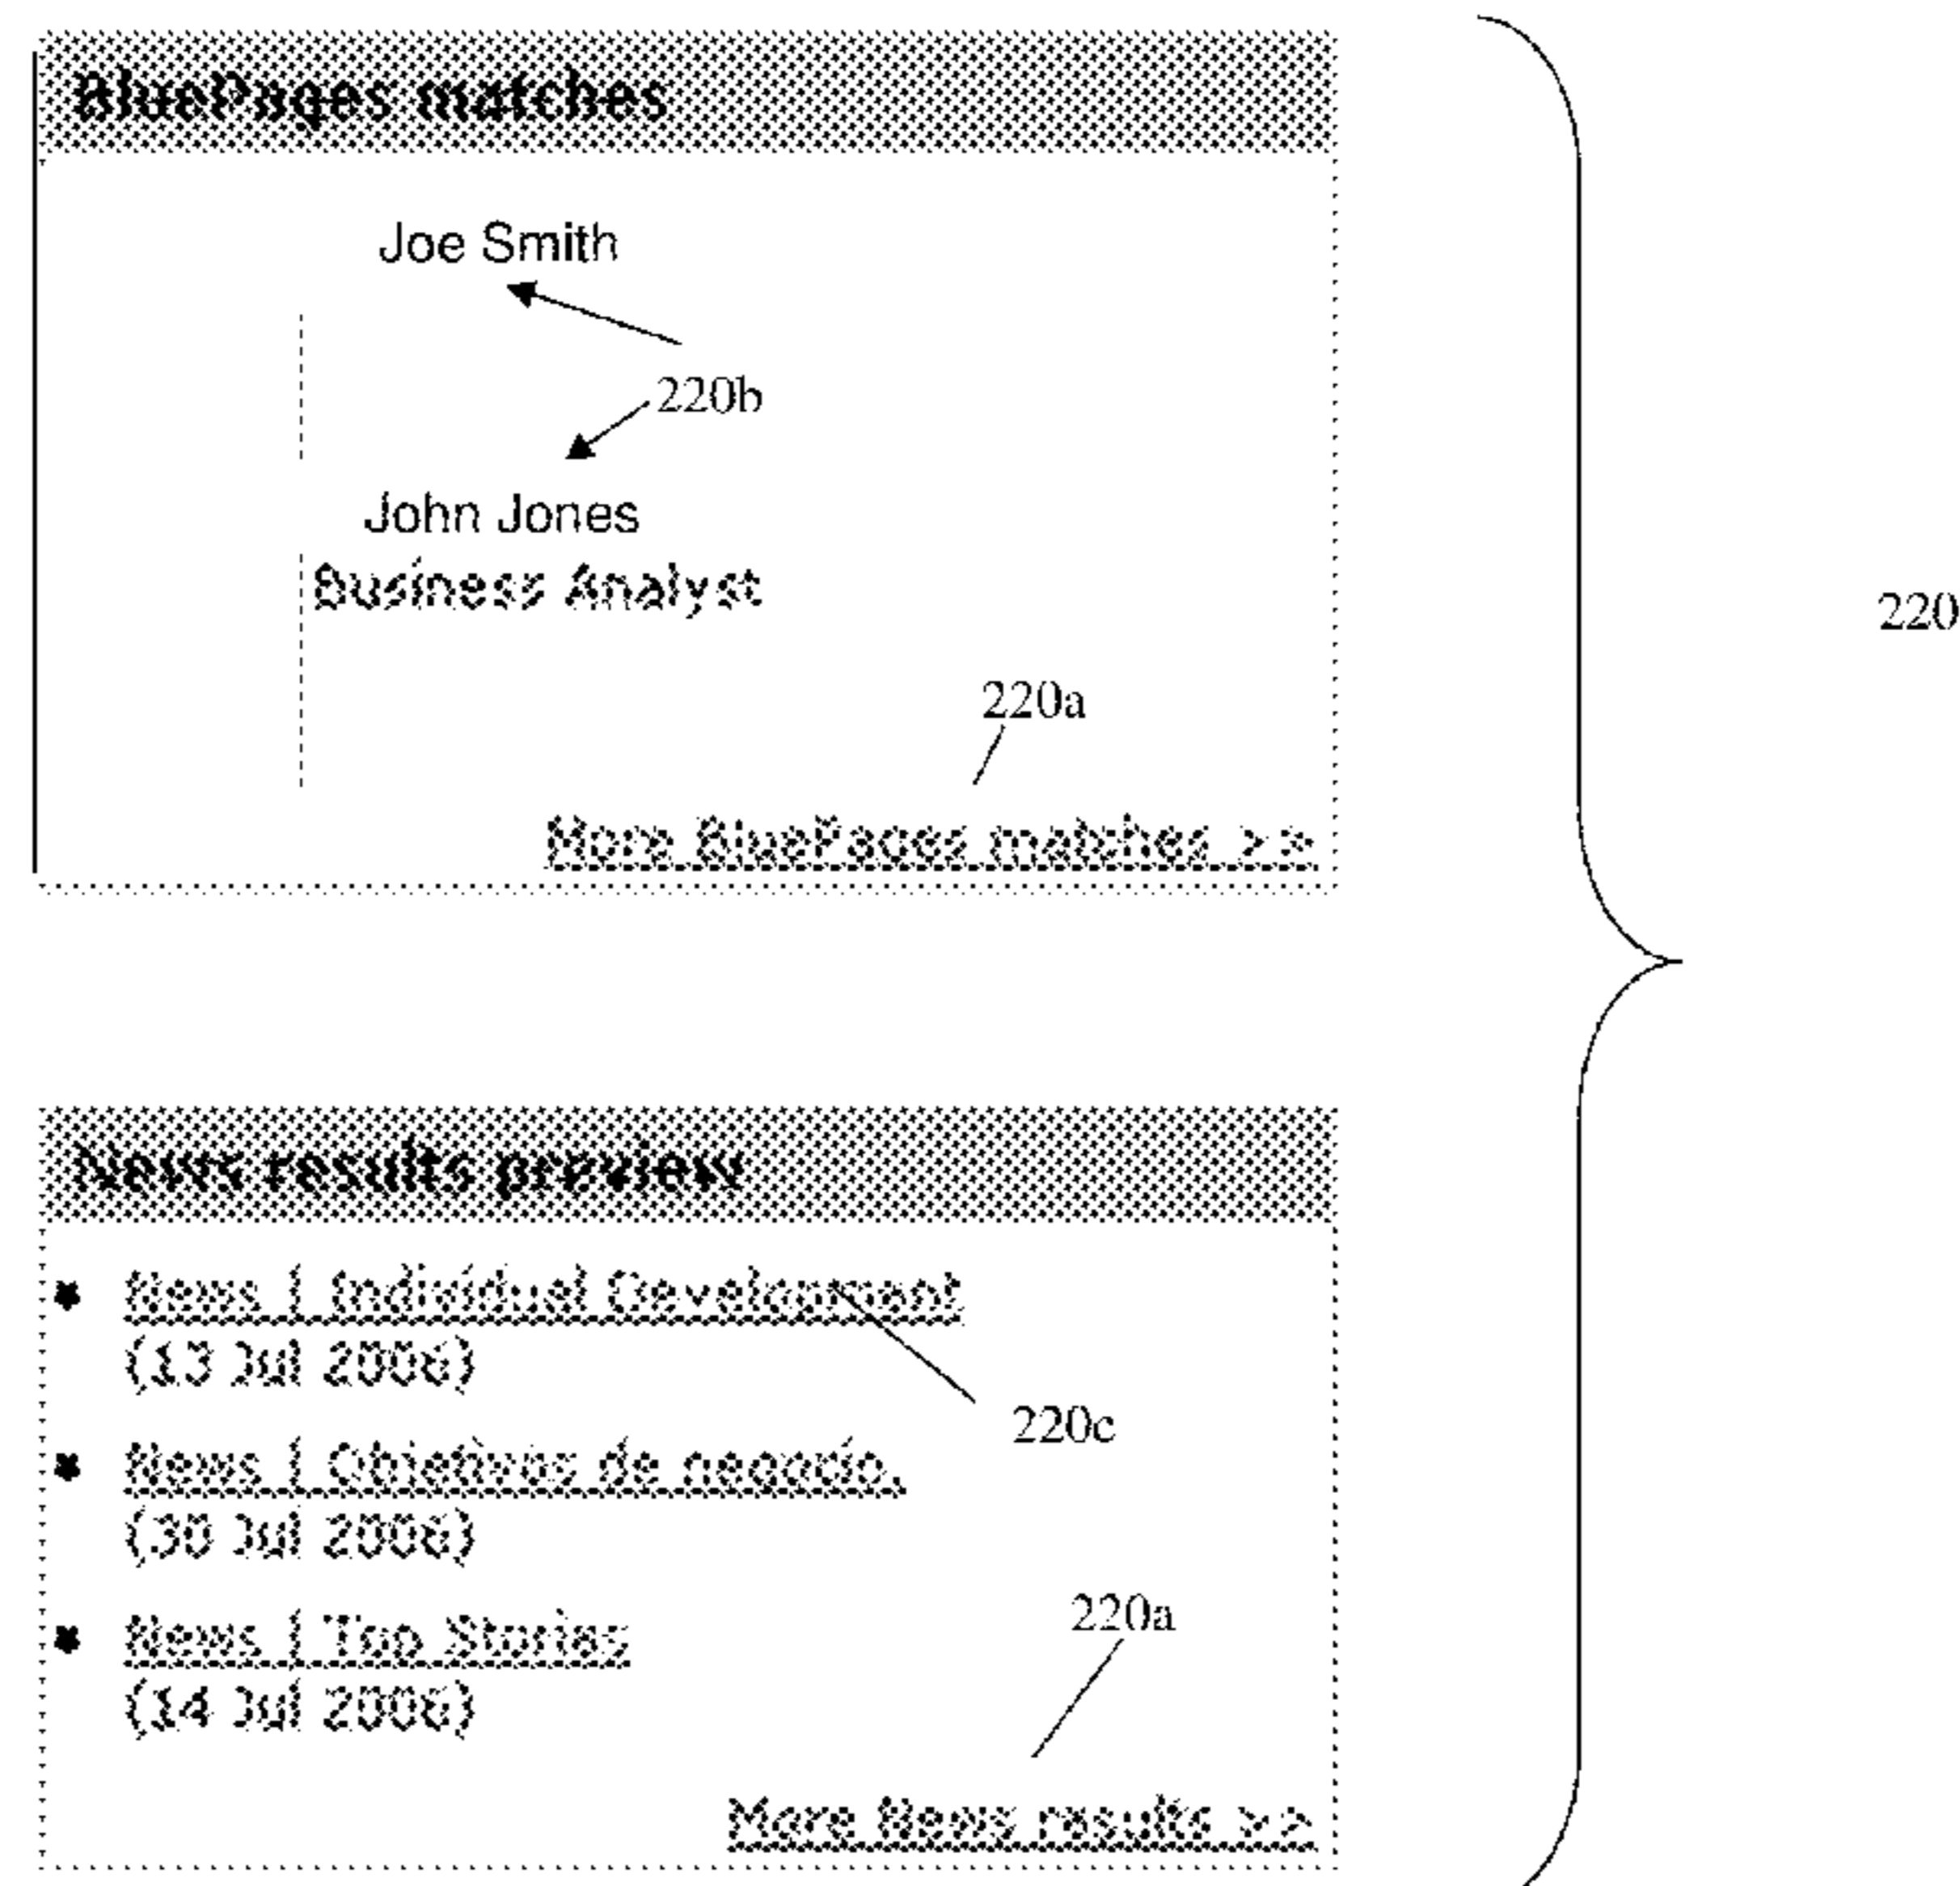 BluePages matches
Joe Smith
220b
John Jones
Business Analyst
220
220a
More BluePages matches >>
News results preview
News | Individual Development
(13 Jul 2006)
220c
News | Objetivos de negocio.
(30 Jul 2006)
220a
News | Top Stories
(14 Jul 2006)
More News results >>